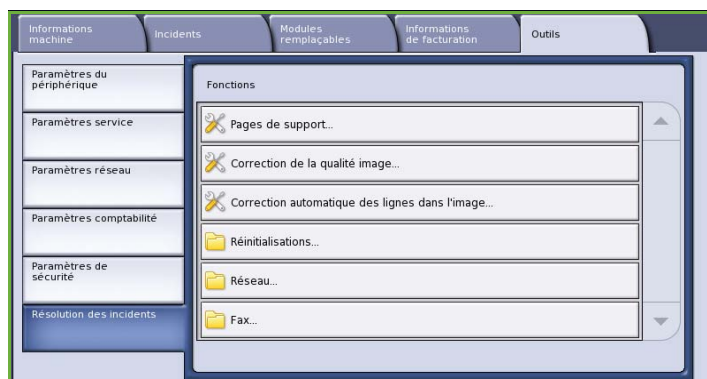 Informations
machine
Incidents
Modules
remplaçables
Informations
de facturation
Outils
Paramètres du
périphérique
Paramètres service
Paramètres réseau
Paramètres comptabilité
Paramètres de
sécurité
Résolution des incidents
Fonctions
Pages de support...
Correction de la qualité image...
Correction automatique des lignes dans l'image...
Réinitialisations...
Réseau...
Fax...